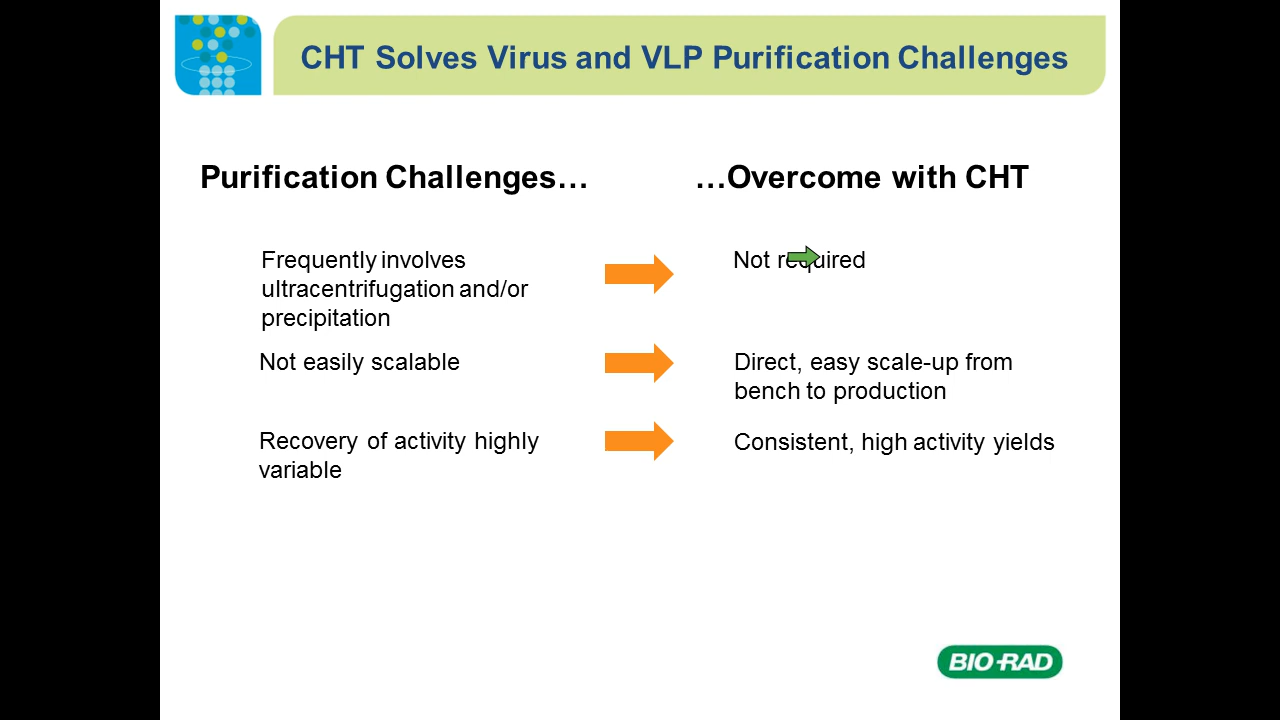 CHT Solves Virus and VLP Purification Challenges
Purification Challenges…
…Overcome with CHT
Frequently involves
ultracentrifugation and/or
precipitation
Not required
Not easily scalable
Direct, easy scale-up from
bench to production
Recovery of activity highly
variable
Consistent, high activity yields
BIO-RAD